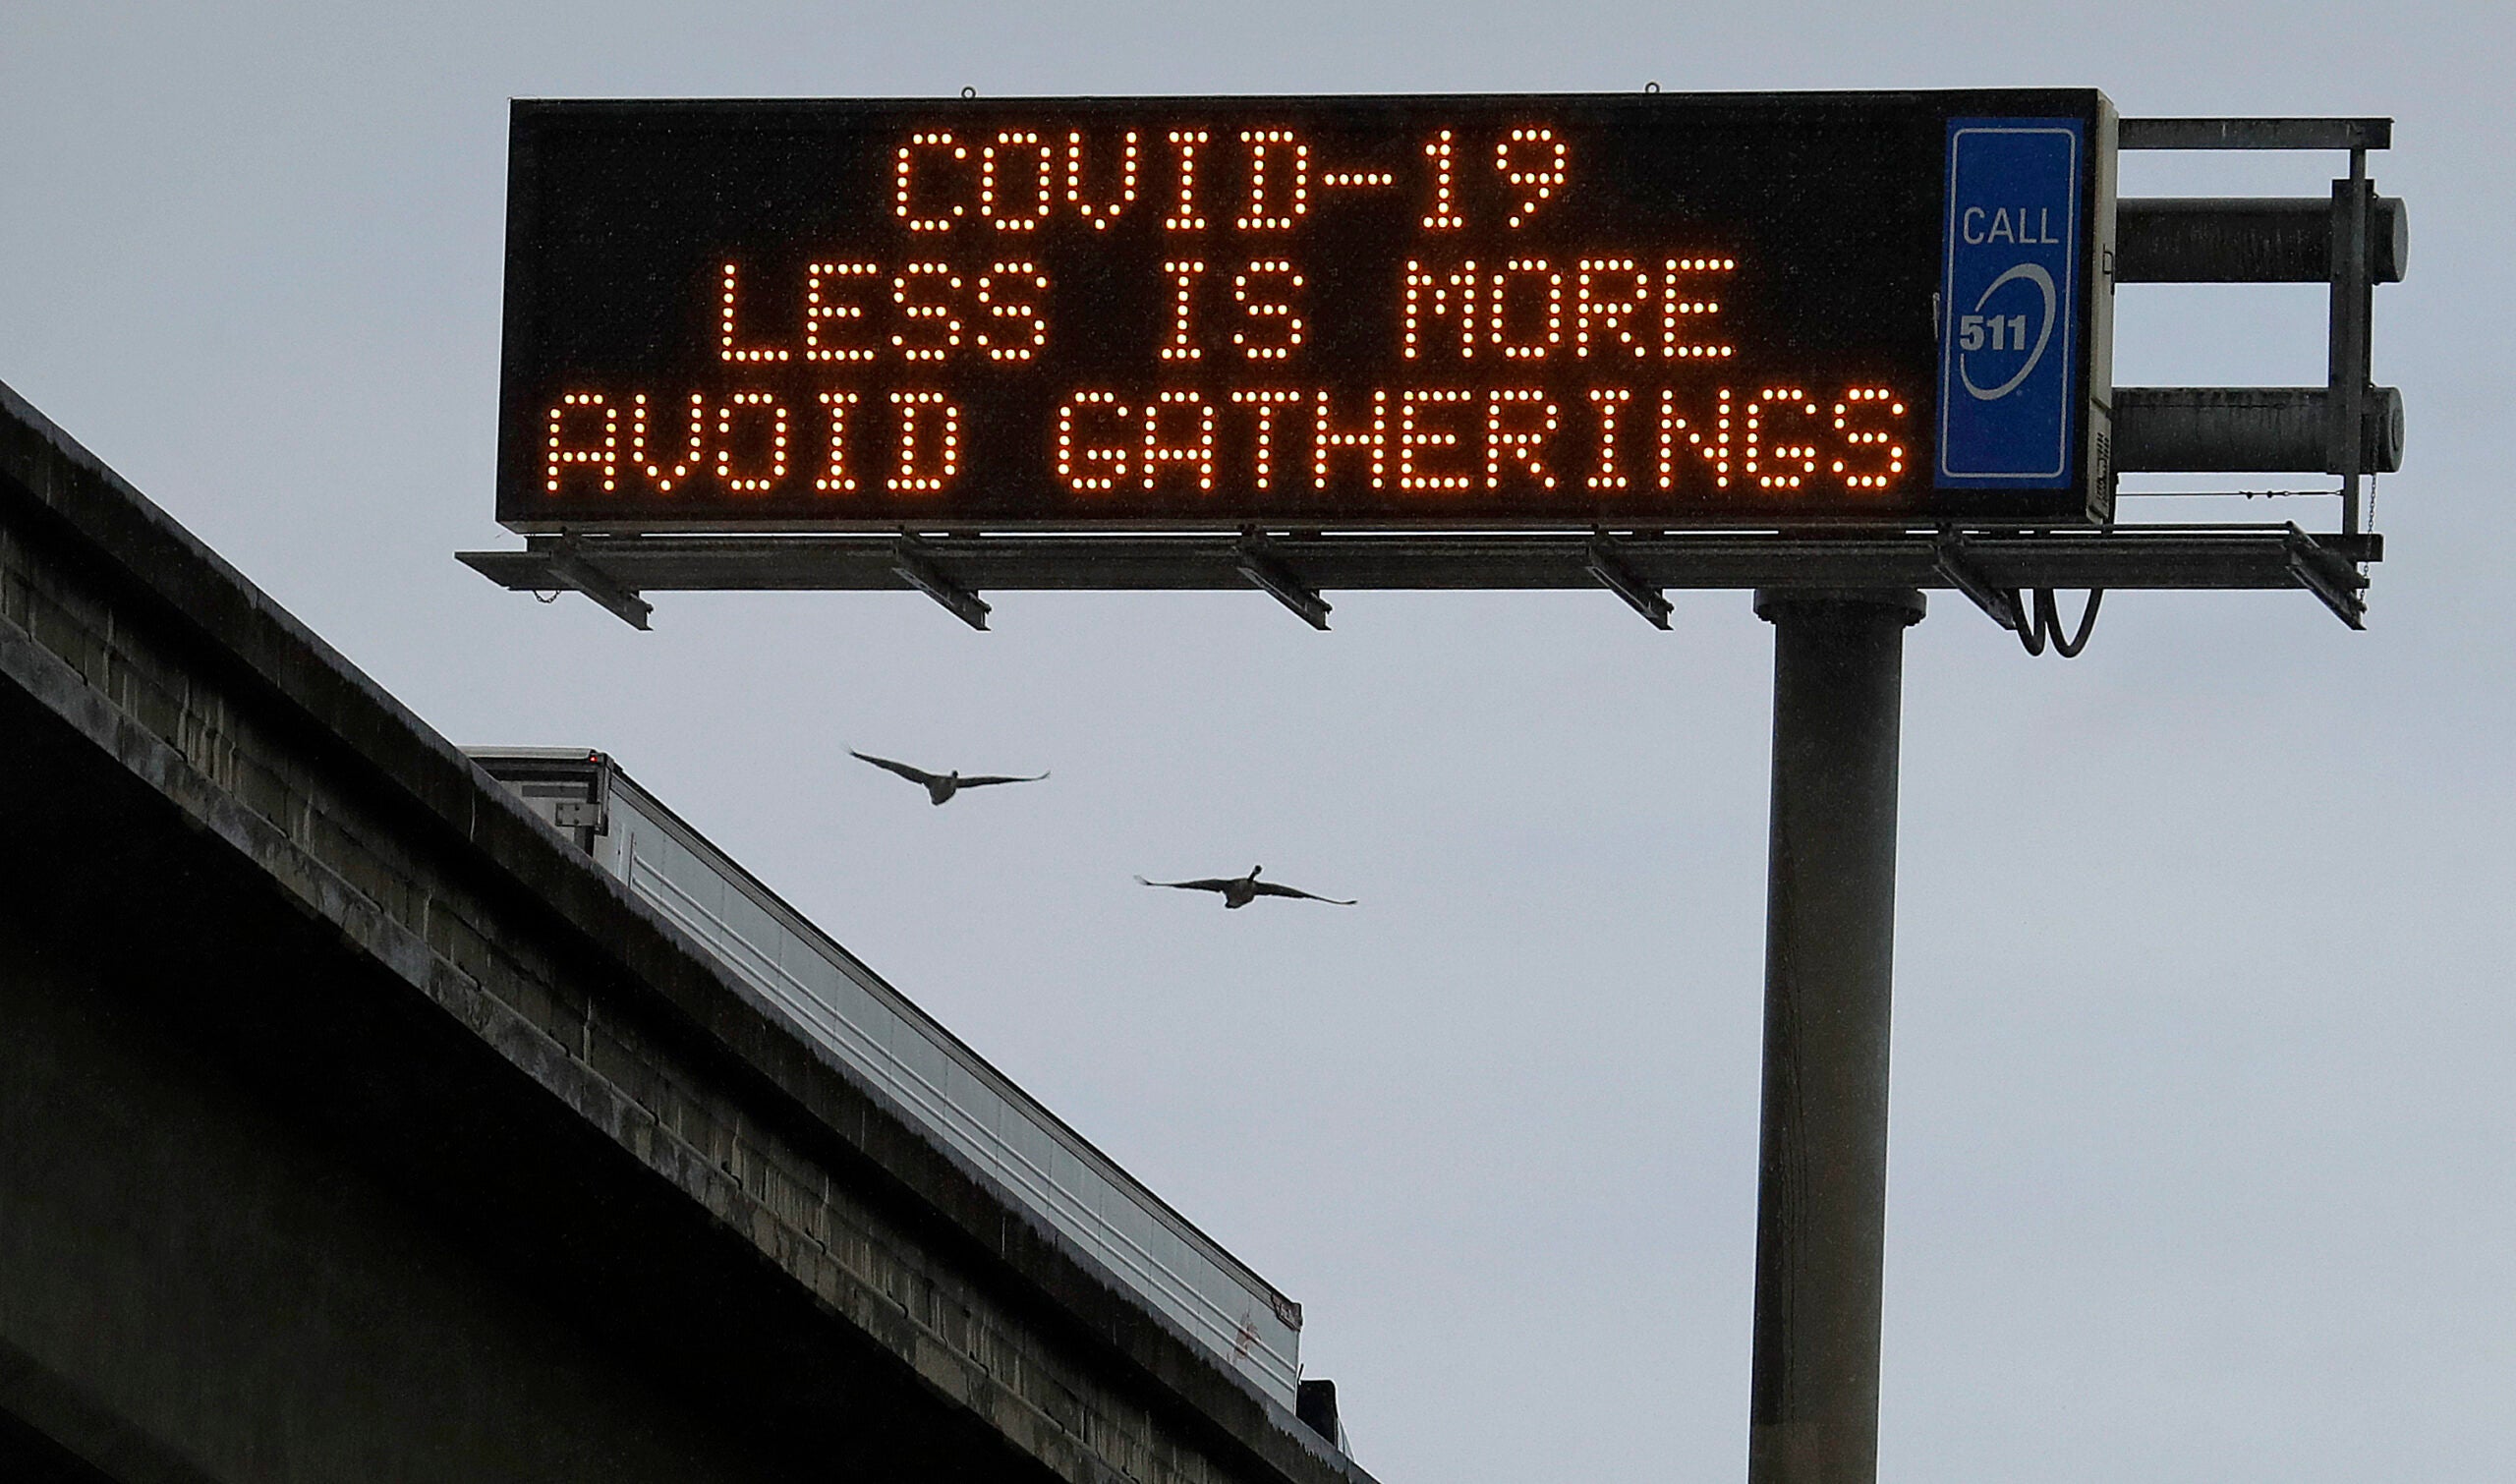 COVID-19
LESS IS MORE
AVOID GATHERINGS
CALL
511